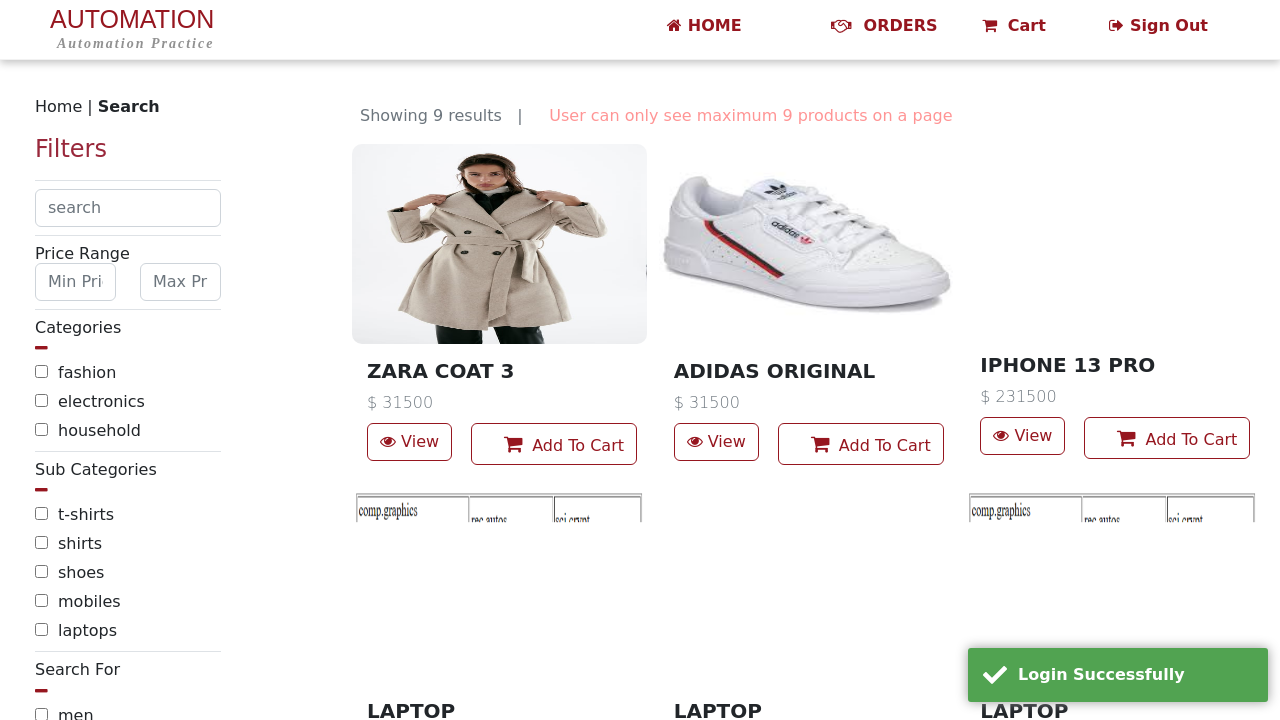 AUTOMATION
Automation Practice
HOME
ORDERS
Cart
Sign Out
Home | Search
Filters
search
Price Range
Min Pri
Max Pr
Categories
fashion
electronics
household
Sub Categories
t-shirts
shirts
shoes
mobiles
laptops
Search For
men
Showing 9 results |
User can only see maximum 9 products on a page
ZARA COAT 3
$ 31500
View
Add To Cart
adidas
ADIDAS ORIGINAL
$ 31500
View
Add To Cart
IPHONE 13 PRO
$ 231500
View
Add To Cart
comp.graphics
rec.autos
sci.crypt
LAPTOP
LAPTOP
comp.graphics
rec.autos
sci.crypt
LAPTOP
Login Successfully